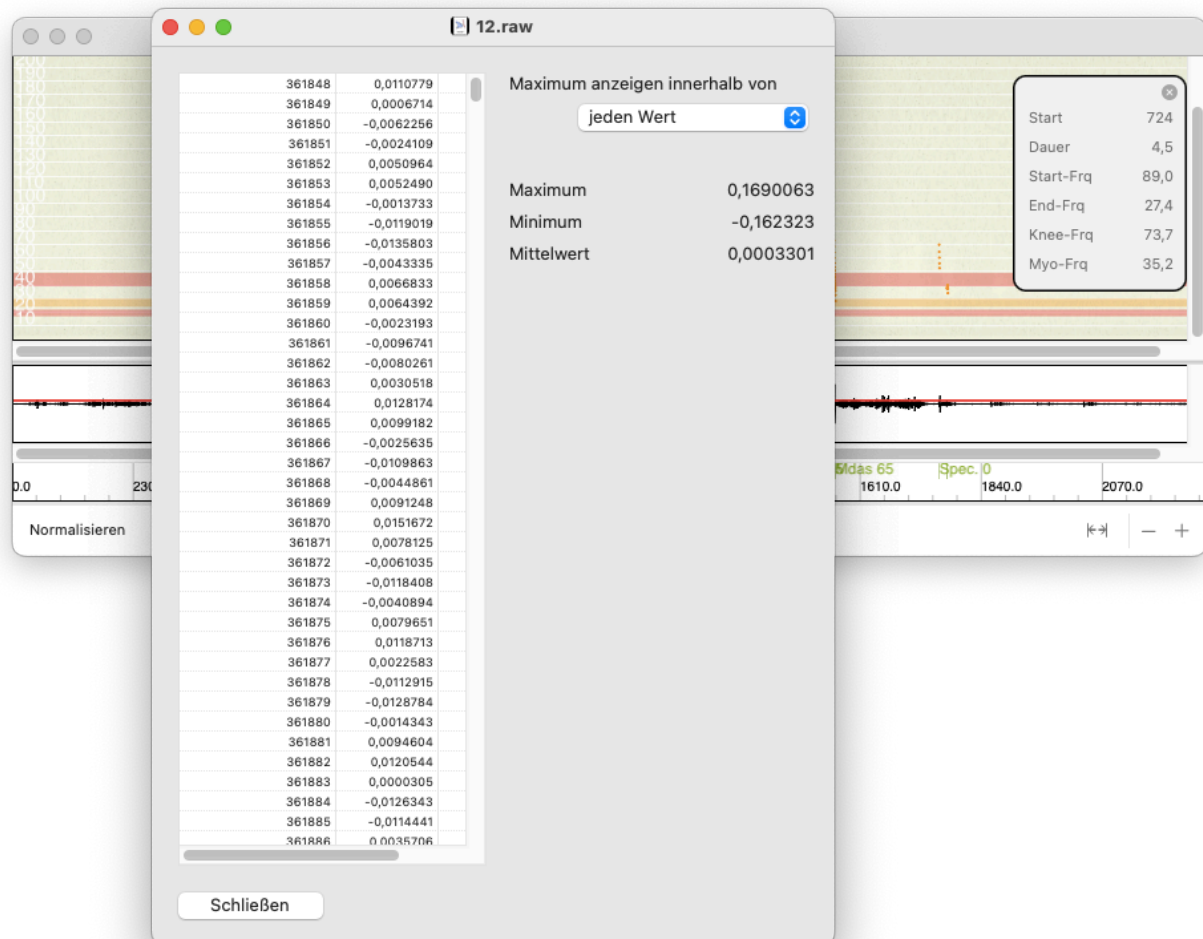 12.raw
361848 0,0110779
361849 0,0006714
361850 -0,0062256
361851 -0,0024109
361852 0,0050964
361853 0,0052490
361854 -0,0013733
361855 -0,0119019
361856 -0,0135803
361857 -0,0043335
361858 0,0066833
361859 0,0064392
361860 -0,0023193
361861 -0,0096741
361862 -0,0080261
361863 0,0030518
361864 0,0128174
361865 0,0099182
361866 -0,0025635
361867 -0,0109863
361868 -0,0044861
361869 0,0091248
361870 0,0151672
361871 0,0078125
361872 -0,0061035
361873 -0,0118408
361874 -0,0040894
361875 0,0079651
361876 0,0118713
361877 0,0022583
361878 -0,0112915
361879 -0,0128784
361880 -0,0014343
361881 0,0094604
361882 0,0120544
361883 0,0000305
361884 -0,0126343
361885 -0,0114441
361886 0,0035706
Maximum anzeigen innerhalb von
jeden Wert
Maximum 0,1690063
Minimum -0,162323
Mittelwert 0,0003301
Schließen
Start 724
Dauer 4,5
Start-Frq 89,0
End-Frq 27,4
Knee-Frq 73,7
Myo-Frq 35,2
Mdas 65 Spec. 0
1610.0 1840.0 2070.0
Normalisieren